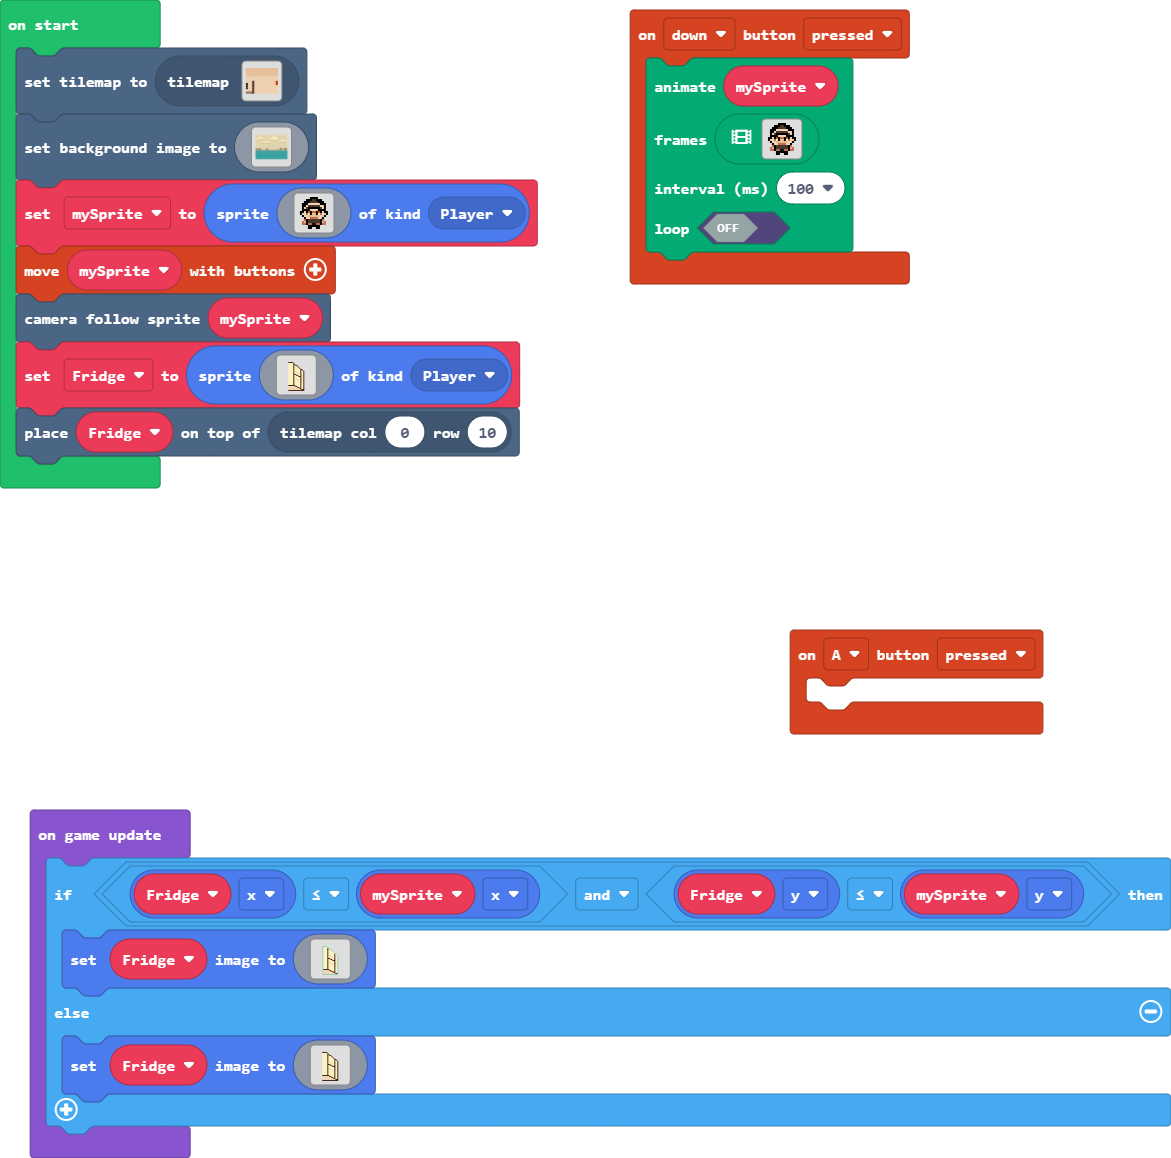 on start
set tilemap to tilemap
set background image to
set mySprite to sprite of kind Player
move mySprite with buttons
camera follow sprite mySprite
set Fridge to sprite of kind Player
place Fridge on top of tilemap col 0 row 10
on down button pressed
animate mySprite
frames
interval (ms) 100
loop OFF
on A button pressed
on game update
if Fridge x ≤ mySprite x and Fridge y ≤ mySprite y then
set Fridge image to
else
set Fridge image to